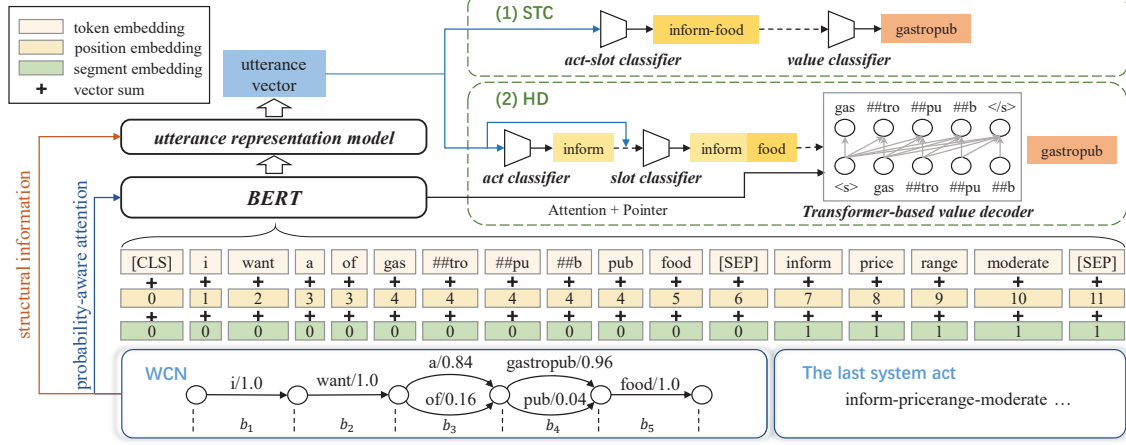 token embedding
position embedding
segment embedding
+ vector sum
utterance
vector
utterance representation model
BERT
structural information
probability-aware attention
(1) STC
inform-food
gastropub
act-slot classifier
value classifier
(2) HD
inform
inform food
act classifier
slot classifier
gas ##tro ##pu ##b </s>
<s> gas ##tro ##pu ##b
gastropub
Attention + Pointer
Transformer-based value decoder
[CLS] i want a of gas ##tro ##pu ##b pub food [SEP] inform price range moderate [SEP]
+ + + + + + + + + + + + + + + + +
0 1 2 3 3 4 4 4 4 4 5 6 7 8 9 10 11
+ + + + + + + + + + + + + + + + +
0 0 0 0 0 0 0 0 0 0 0 0 1 1 1 1 1
WCN
a/0.84 gastropub/0.96
i/1.0 want/1.0 food/1.0
of/0.16 pub/0.04
b1 b2 b3 b4 b5
The last system act
inform-pricerange-moderate …